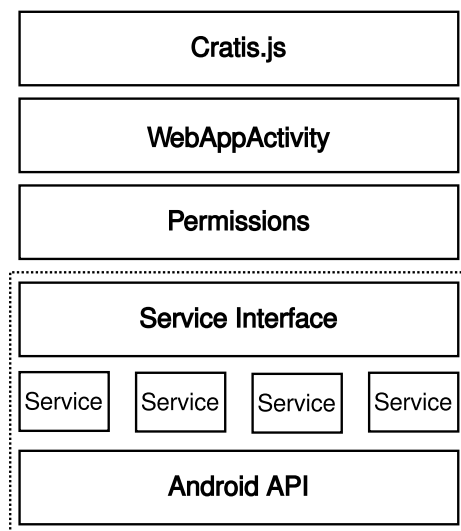 Cratis.js
WebAppActivity
Permissions
Service Interface
Service Service Service Service
Android API